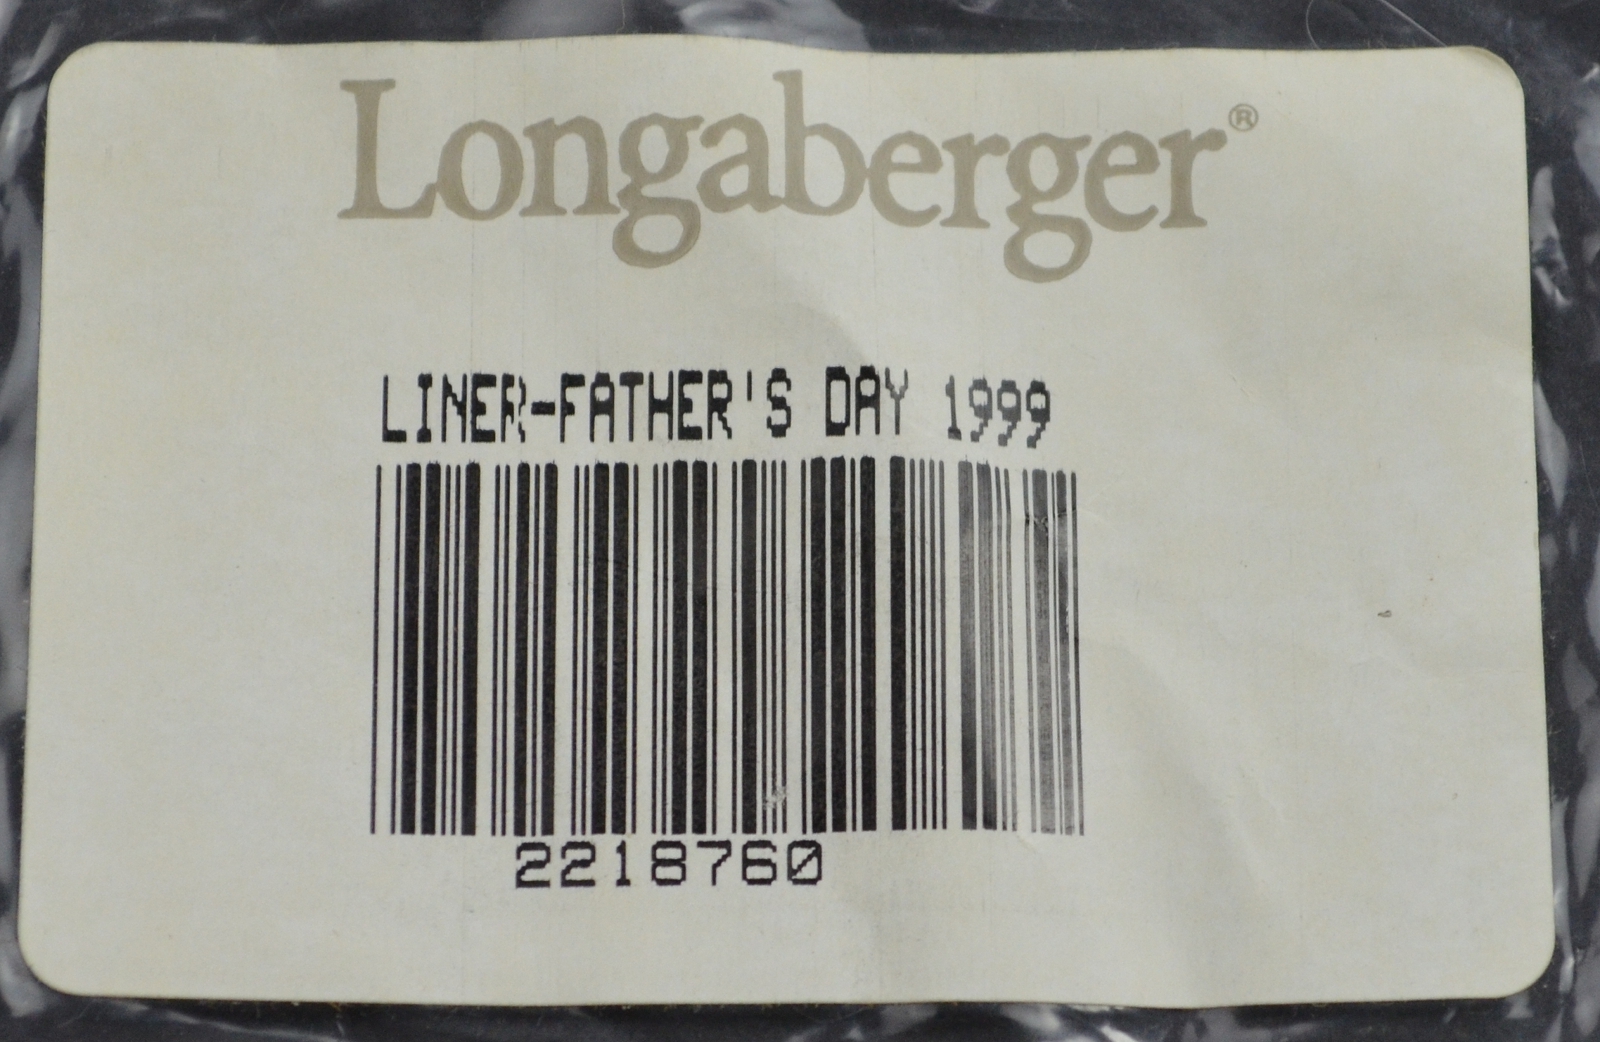 Longaberger®
LINER-FATHER'S DAY 1999
2218760